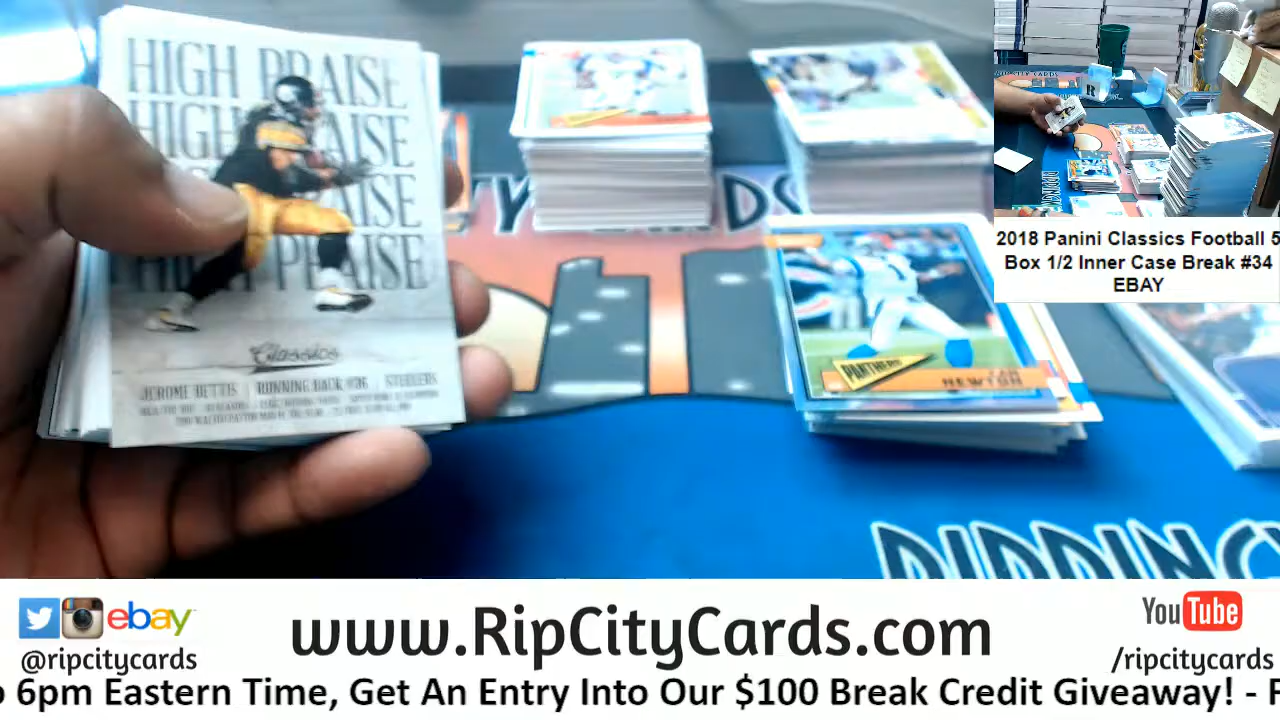 HIGH PRAISE
HIGH PRAISE
HIGH PRAISE
HIGH PRAISE
Classics
JEROME BETTIS | RUNNING BACK #36 | STEELERS
PANTHERS
CAM
NEWTON
2018 Panini Classics Football 5
Box 1/2 Inner Case Break #34
EBAY
ebay
@ripcitycards
www.RipCityCards.com
YouTube
/ripcitycards
6pm Eastern Time, Get An Entry Into Our $100 Break Credit Giveaway! - F